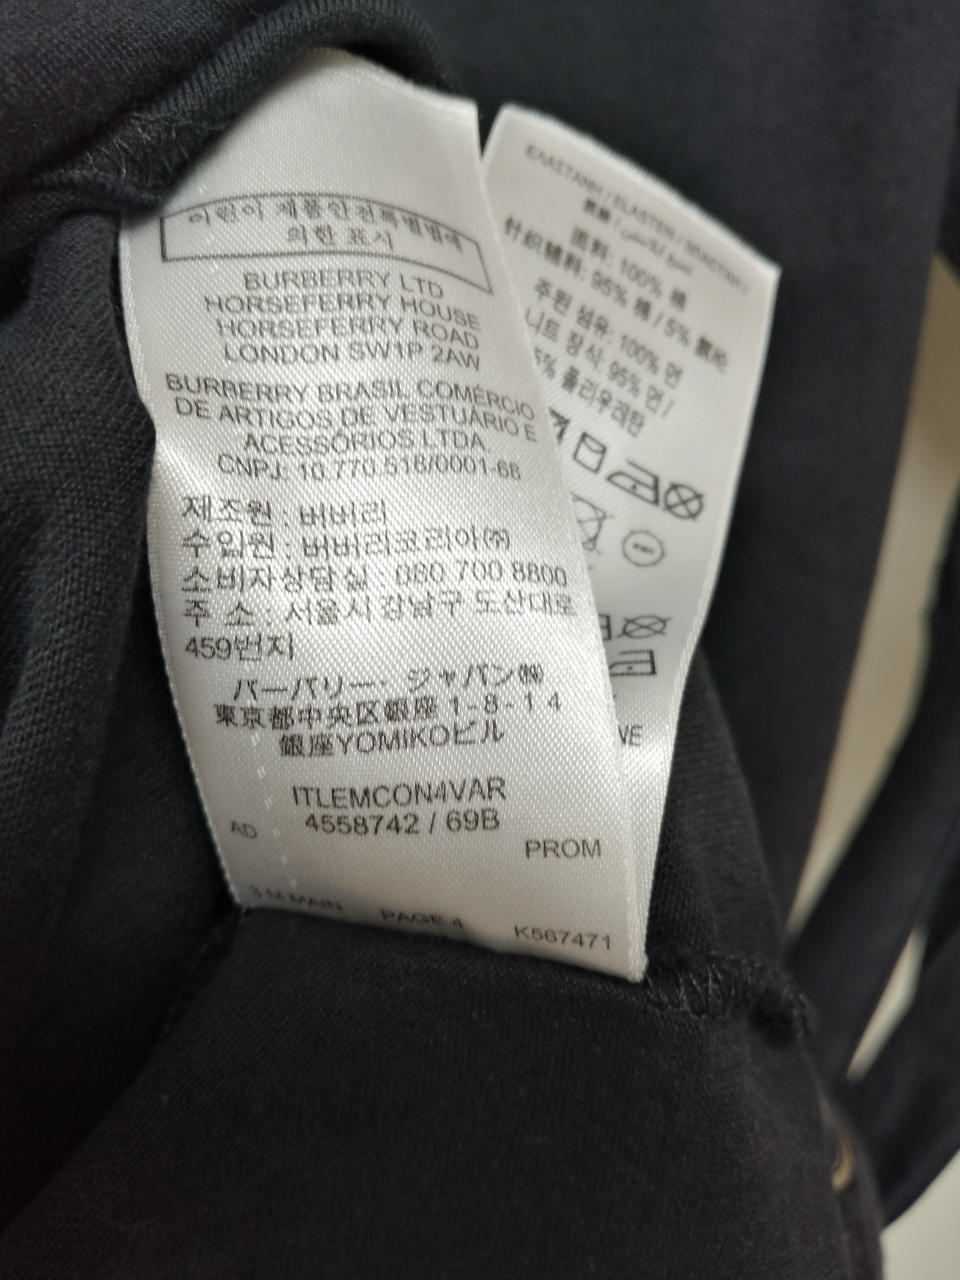 어린이 제품안전특별법에
의한 표시
BURBERRY LTD
HORSEFERRY HOUSE
HORSEFERRY ROAD
LONDON SW1P 2AW
BURBERRY BRASIL COMÉRCIO
DE ARTIGOS DE VESTUÁRIO E
ACESSÓRIOS LTDA
CNPJ: 10.770.518/0001-68
제조원 : 버버리
수입원 : 버버리코리아㈜
소비자상담실 : 080 700 8800
주 소 : 서울시 강남구 도산대로
459번지
バーバリー・ジャパン㈱
東京都中央区銀座 1-8-14
銀座YOMIKOビル
ITLEMCON4VAR
4558742 / 69B
AD
PROM
3 M MAIN PAGE 4 K567471
ΕΛΑΣΤΑΝΗ / ELASTEN /
面料: 100% 棉
针织辅料: 95% 棉 / 5% 氨纶
주원 섬유: 100% 면
니트 장식: 95% 면 /
5% 폴리우레탄
NE